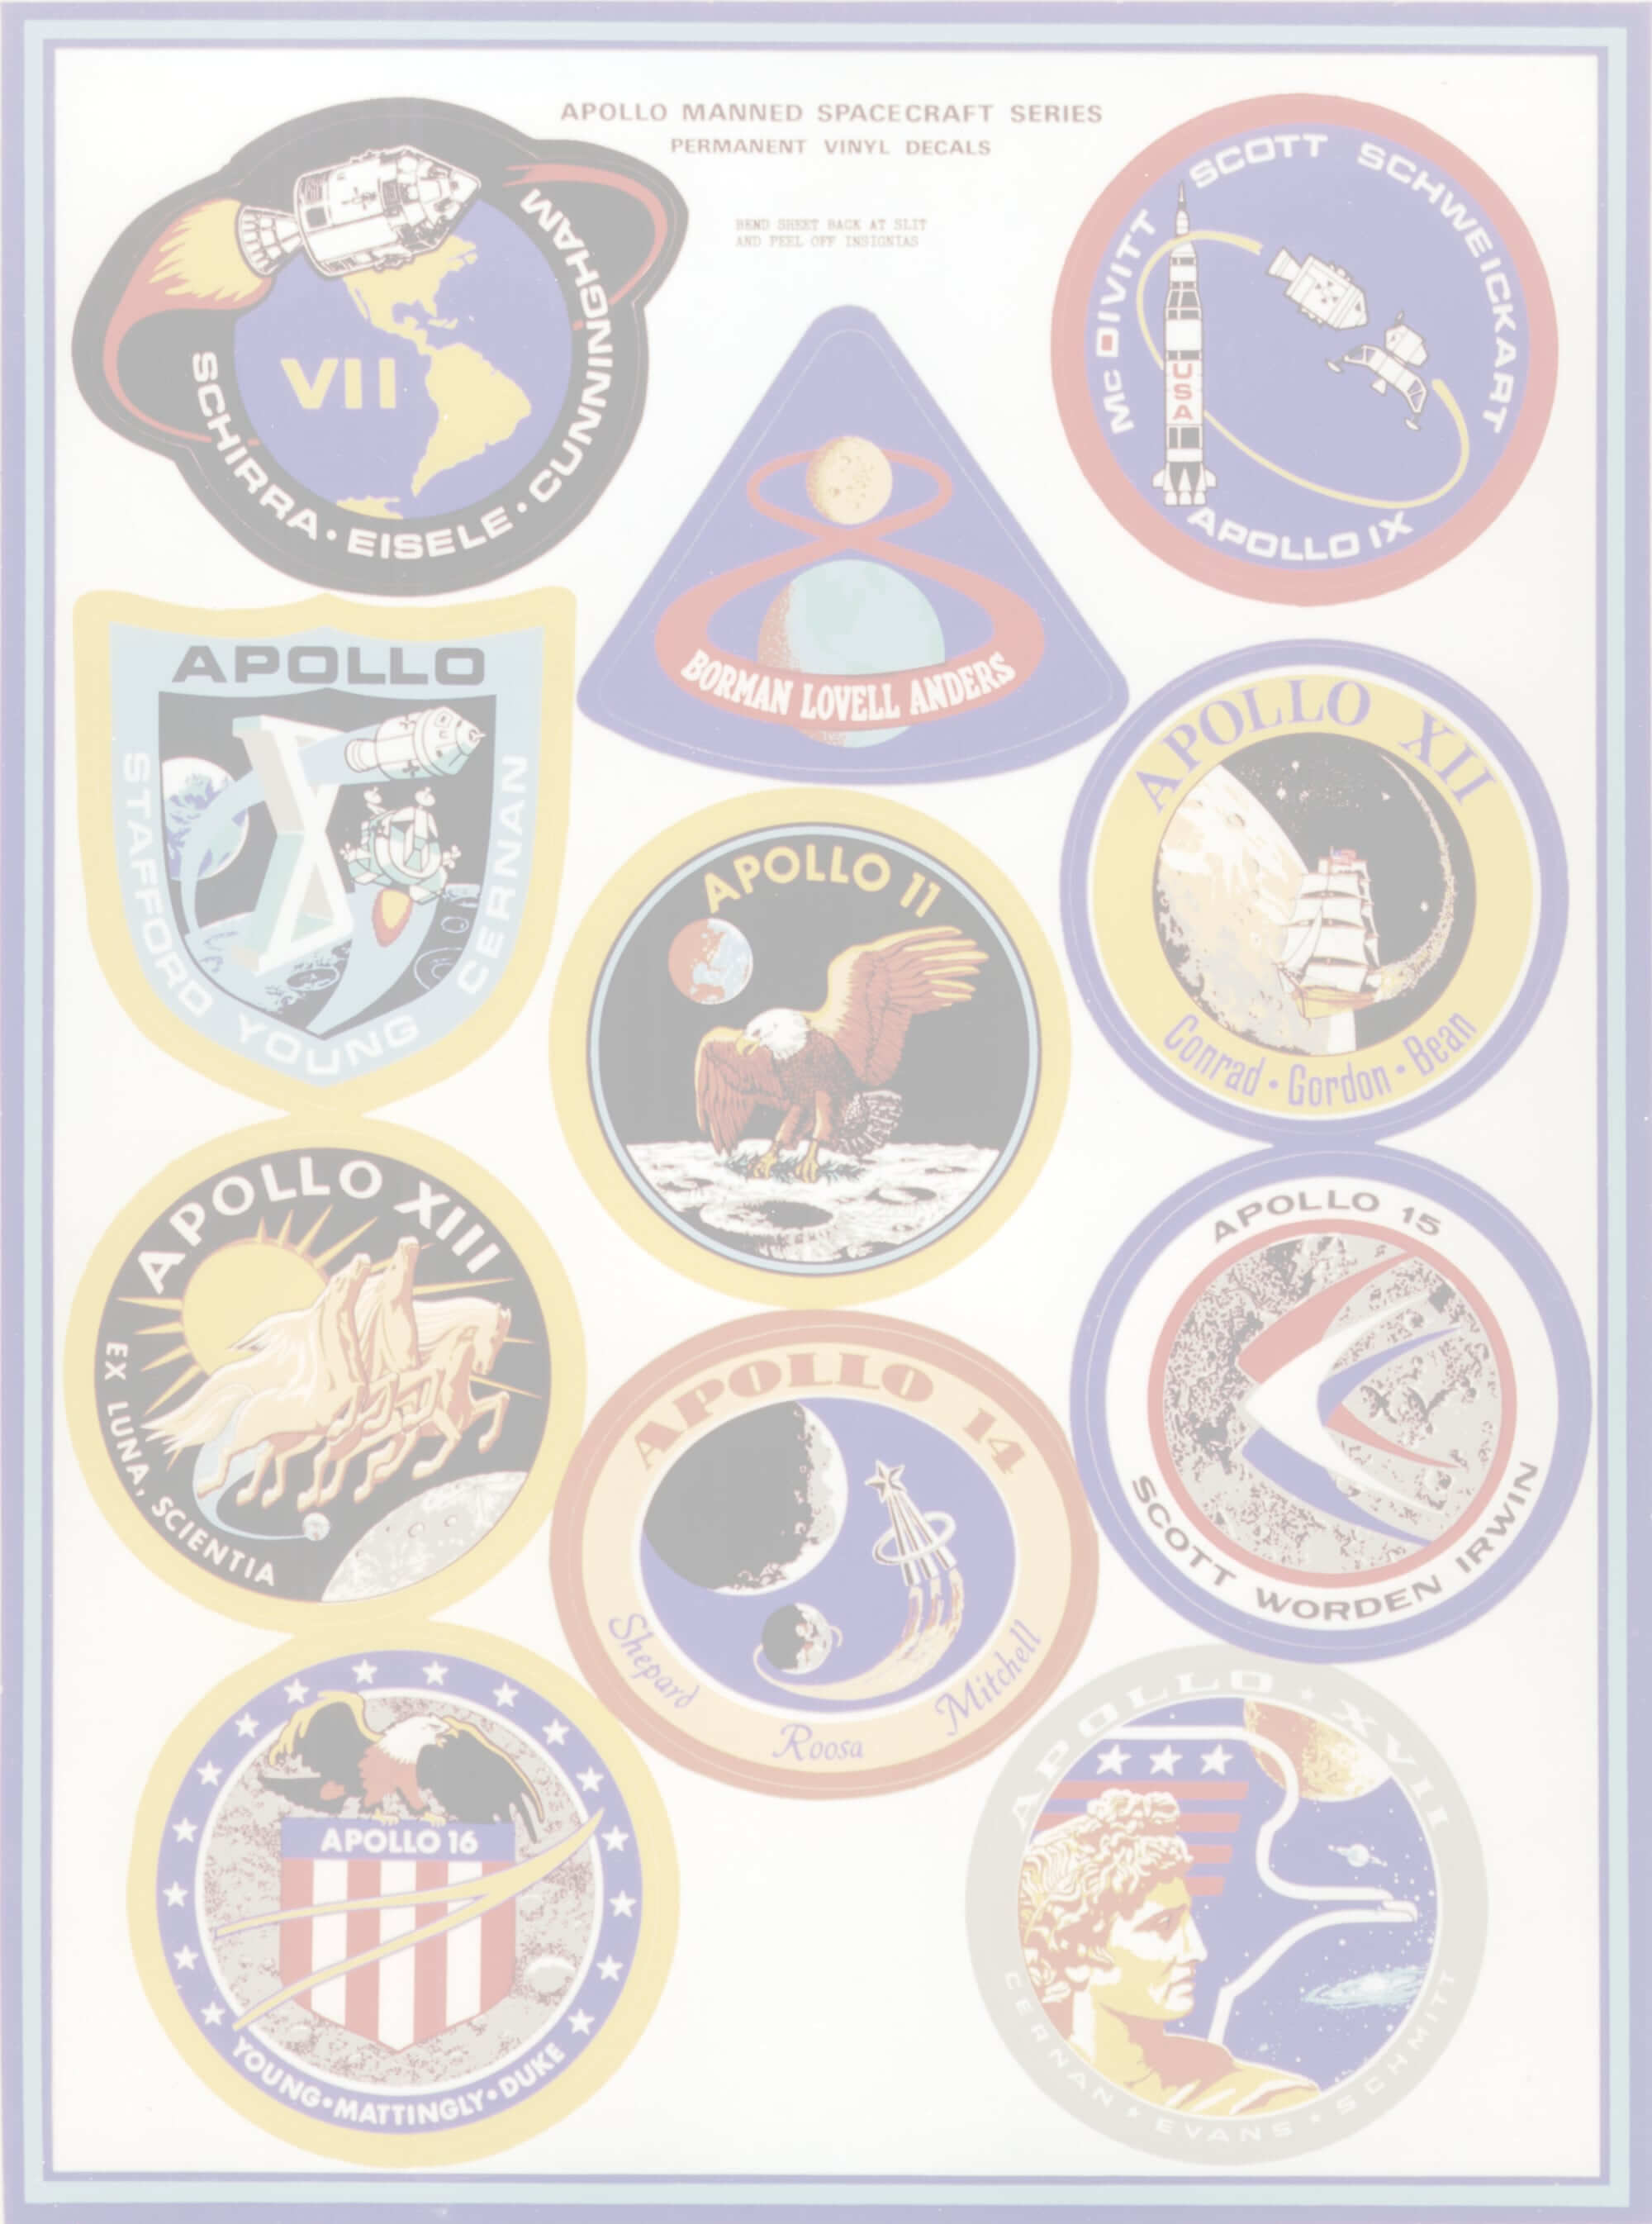 APOLLO MANNED SPACECRAFT SERIES
PERMANENT VINYL DECALS
BEND SHEET BACK AT SLIT
AND PEEL OFF INSIGNIAS
VII
SCHIRRA • EISELE • CUNNINGHAM
MC DIVITT SCOTT SCHWEICKART
USA
APOLLO IX
BORMAN LOVELL ANDERS
APOLLO
X
STAFFORD YOUNG CERNAN
APOLLO 11
APOLLO XII
Conrad • Gordon • Bean
APOLLO XIII
EX LUNA, SCIENTIA
APOLLO 14
Shepard Roosa Mitchell
APOLLO 15
SCOTT WORDEN IRWIN
APOLLO 16
YOUNG • MATTINGLY • DUKE
APOLLO ★ XVII
CERNAN ★ EVANS ★ SCHMITT